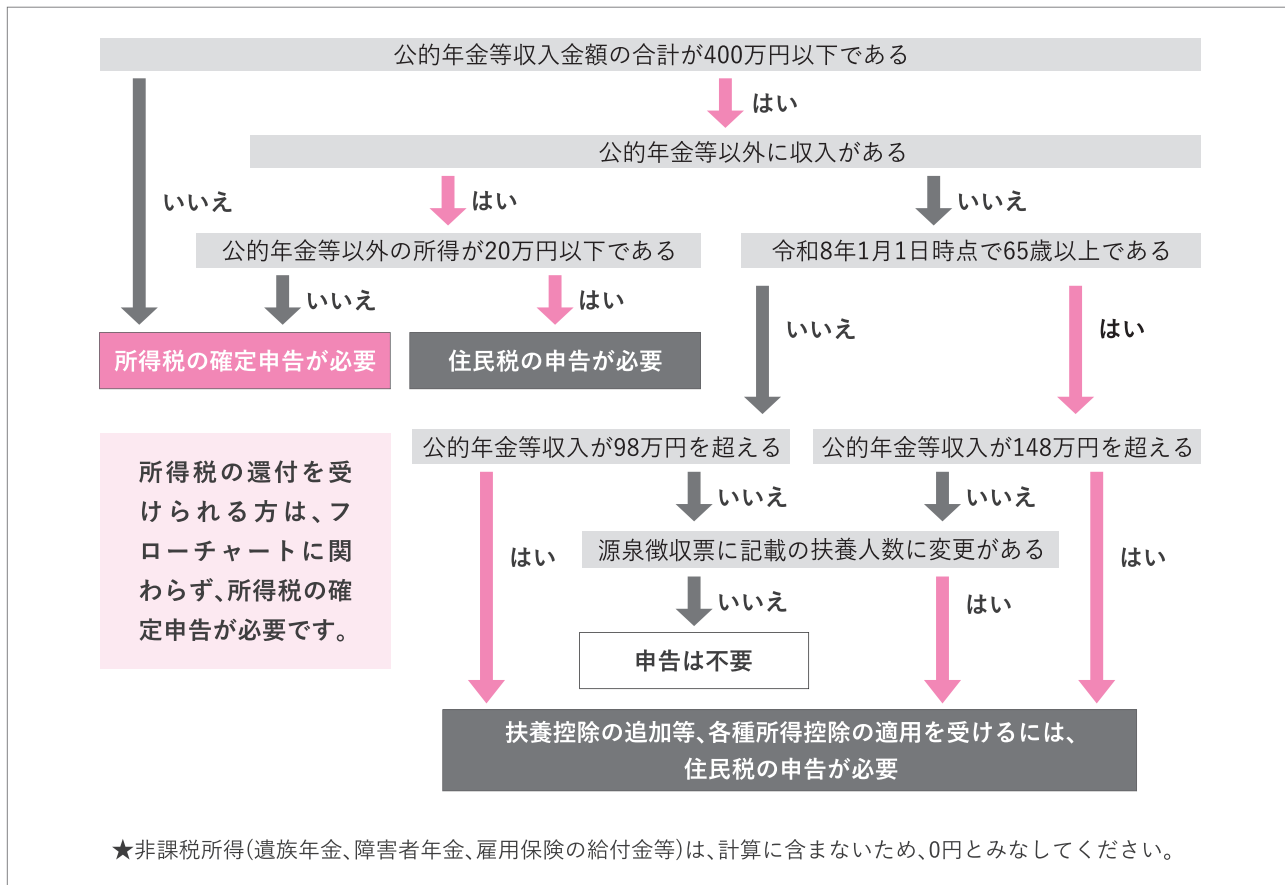 公的年金等収入金額の合計が400万円以下である
はい
公的年金等以外に収入がある
いいえ
はい
いいえ
公的年金等以外の所得が20万円以下である
令和8年1月1日時点で65歳以上である
いいえ
はい
いいえ
はい
所得税の確定申告が必要
住民税の申告が必要
公的年金等収入が98万円を超える
公的年金等収入が148万円を超える
所得税の還付を受
けられる方は、フ
ローチャートに関
わらず、所得税の確
定申告が必要です。
いいえ
いいえ
はい
源泉徴収票に記載の扶養人数に変更がある
はい
いいえ
はい
申告は不要
扶養控除の追加等、各種所得控除の適用を受けるには、
住民税の申告が必要
★非課税所得(遺族年金、障害者年金、雇用保険の給付金等)は、計算に含まないため、0円とみなしてください。